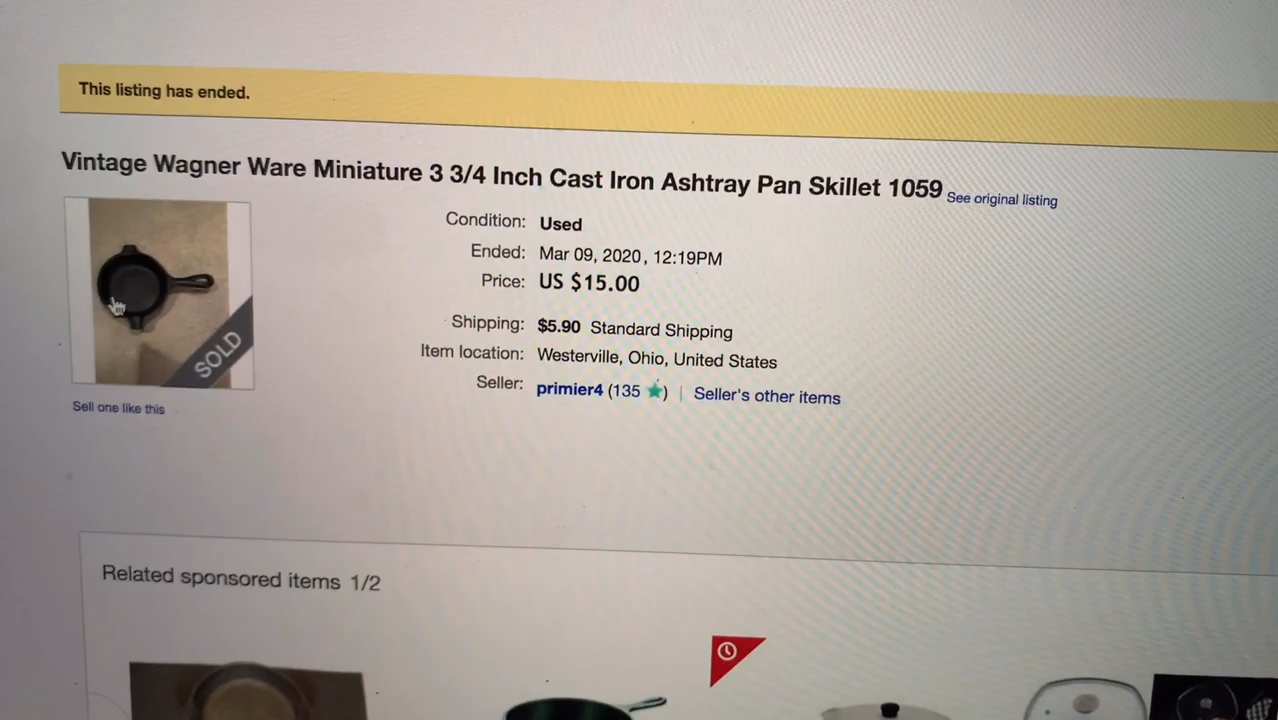 This listing has ended.
Vintage Wagner Ware Miniature 3 3/4 Inch Cast Iron Ashtray Pan Skillet 1059 See original listing
Condition: Used
Ended: Mar 09, 2020, 12:19PM
Price: US $15.00
Shipping: $5.90 Standard Shipping
Item location: Westerville, Ohio, United States
Seller: primier4 (135 ★) | Seller's other items
SOLD
Sell one like this
Related sponsored items 1/2